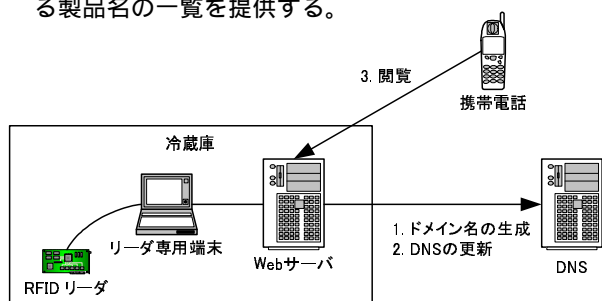 る製品名の一覧を提供する。
3. 閲覧
携帯電話
冷蔵庫
リーダ専用端末
Webサーバ
1. ドメイン名の生成
2. DNSの更新
DNS
RFID リーダ